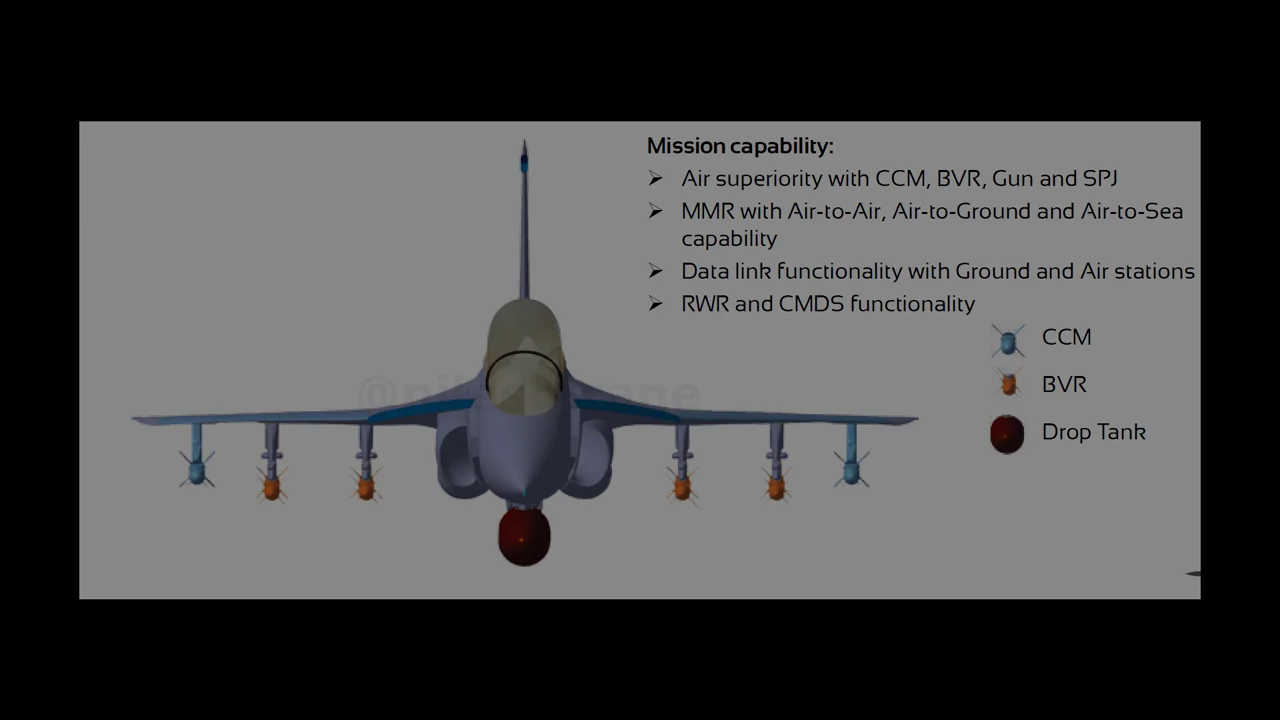 Mission capability:
Air superiority with CCM, BVR, Gun and SPJ
MMR with Air-to-Air, Air-to-Ground and Air-to-Sea
capability
Data link functionality with Ground and Air stations
RWR and CMDS functionality
CCM
BVR
Drop Tank